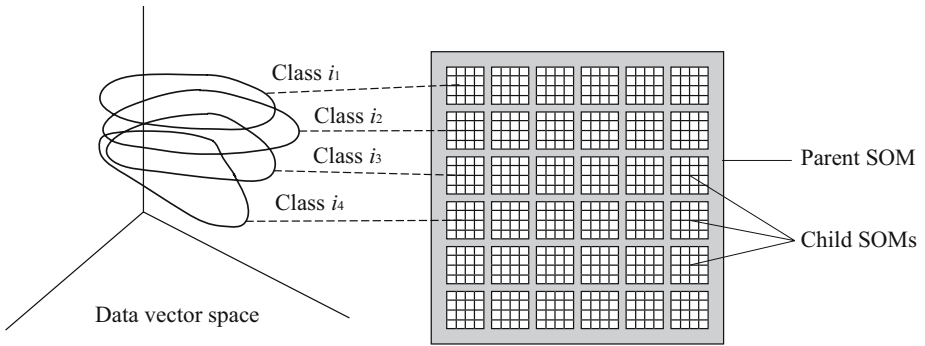 Class i1
Class i2
Class i3
Class i4
Parent SOM
Child SOMs
Data vector space